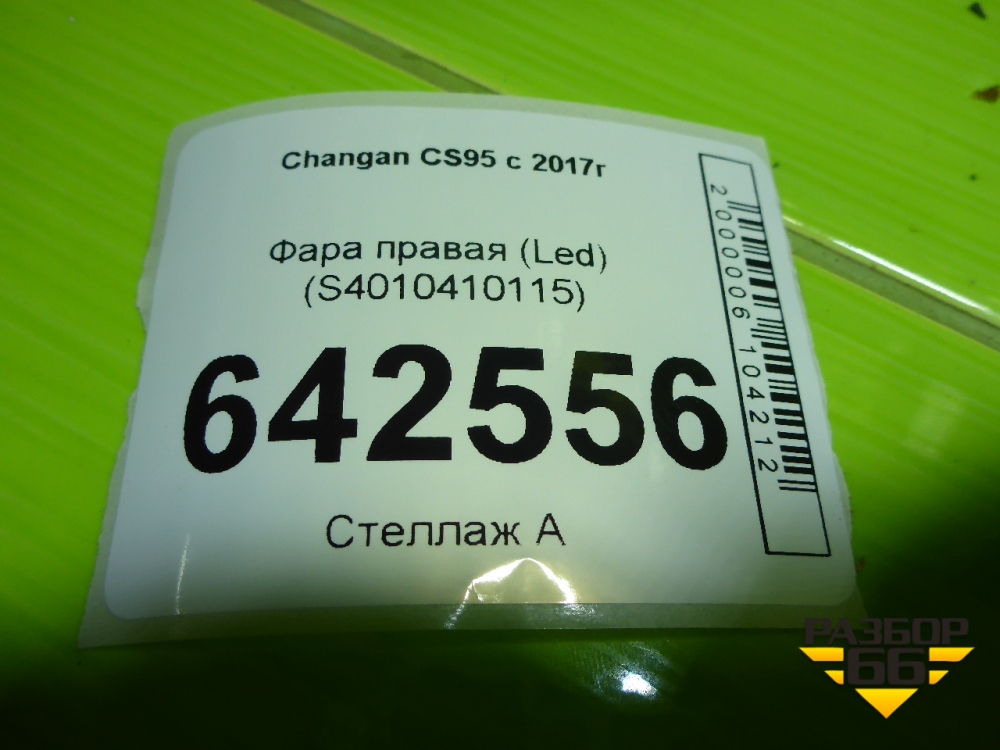 Changan CS95 с 2017г
Фара правая (Led)
(S4010410115)
642556
Стеллаж А
2000006104212
РАЗБОР
66